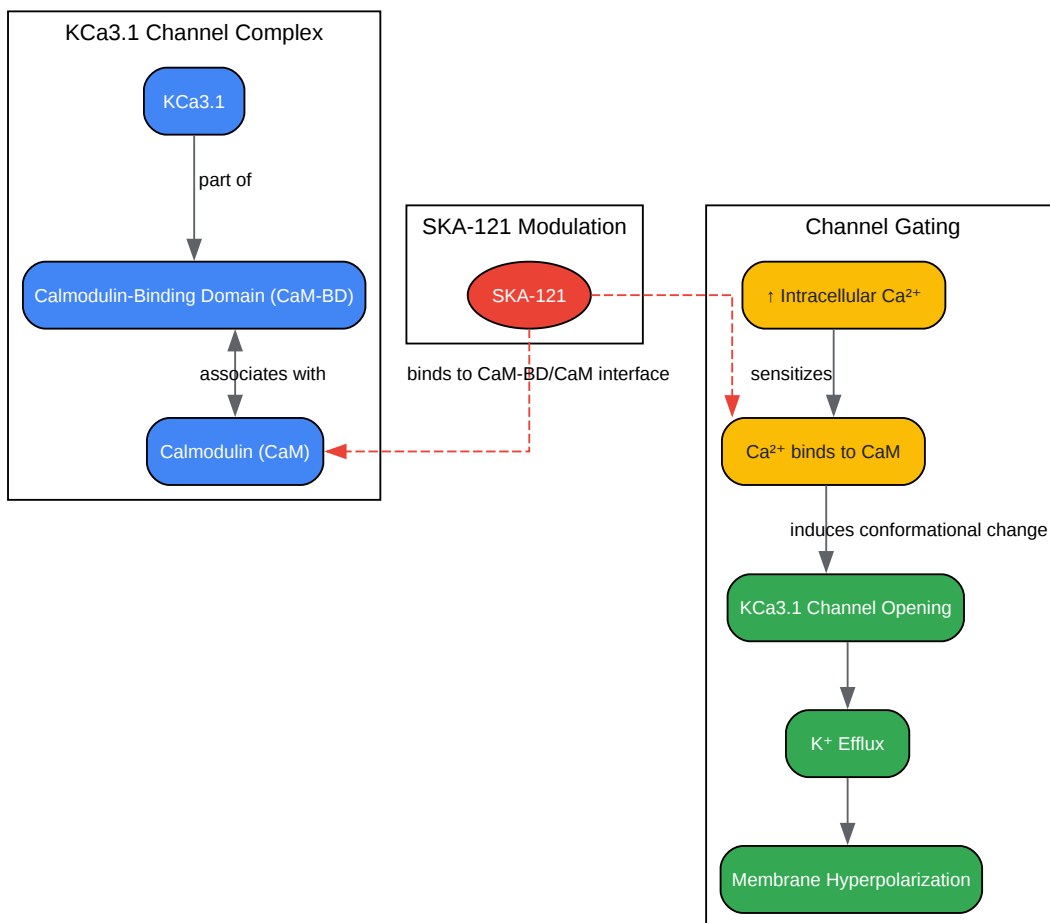 KCa3.1 Channel Complex
KCa3.1
part of
Calmodulin-Binding Domain (CaM-BD)
associates with
Calmodulin (CaM)
SKA-121 Modulation
SKA-121
binds to CaM-BD/CaM interface
Channel Gating
↑ Intracellular Ca²⁺
sensitizes
Ca²⁺ binds to CaM
induces conformational change
KCa3.1 Channel Opening
K⁺ Efflux
Membrane Hyperpolarization